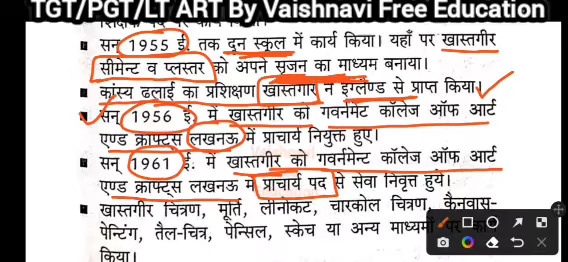 TGT/PGT/LT ART By Vaishnavi Free Education
सन् 1955 ई. तक दून स्कूल में कार्य किया। यहाँ पर खास्तगीर
सीमेन्ट व प्लस्तर को अपने सृजन का माध्यम बनाया।
कांस्य ढलाई का प्रशिक्षण खास्तगीर ने इंग्लैण्ड से प्राप्त किया।
सन् 1956 ई. में खास्तगीर को गवर्नमेंट कॉलेज ऑफ आर्ट
एण्ड क्राफ्ट्स लखनऊ में प्राचार्य नियुक्त हुए।
सन् 1961 ई. में खास्तगीर को गवर्नमेन्ट कॉलेज ऑफ आर्ट
एण्ड क्राफ्ट्स लखनऊ में प्राचार्य पद से सेवा निवृत्त हुये।
खास्तगीर चित्रण, मूर्ति, लीनोकट, चारकोल चित्रण, कैनवास-
पेन्टिंग, तैल-चित्र, पेन्सिल, स्केच या अन्य माध्यमों पर
किया।